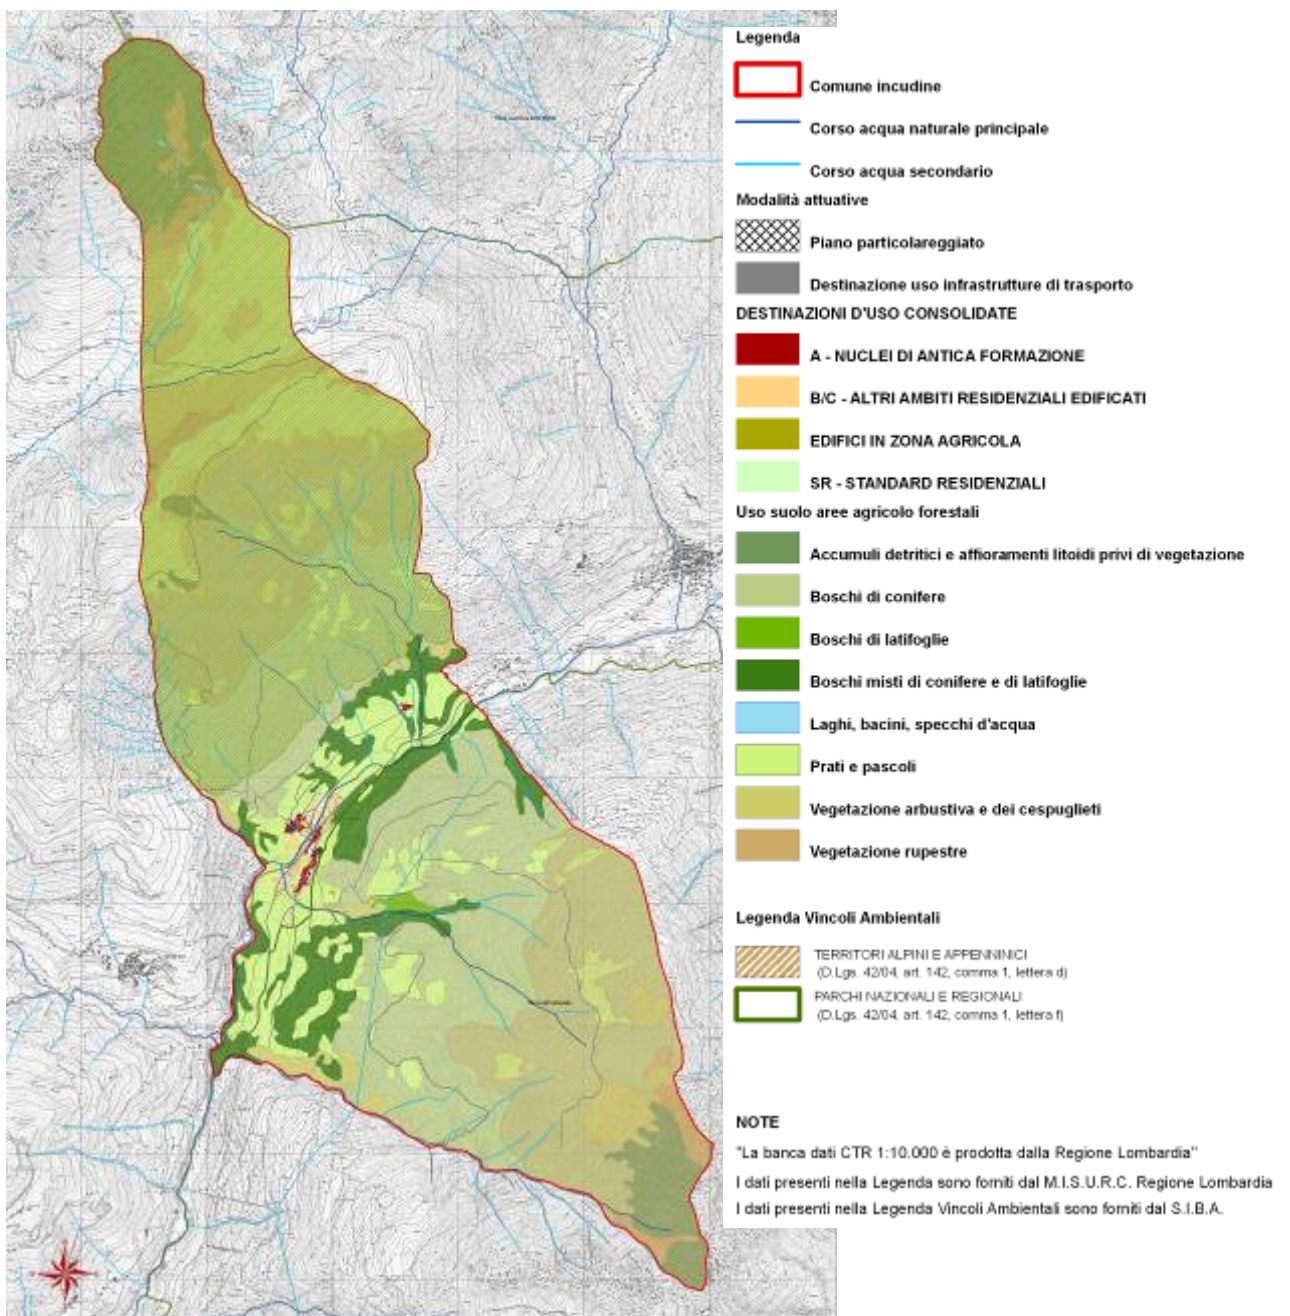 Legenda
Comune incudine
Corso acqua naturale principale
Corso acqua secondario
Modalità attuative
Piano particolareggiato
Destinazione uso infrastrutture di trasporto
DESTINAZIONI D'USO CONSOLIDATE
A - NUCLEI DI ANTICA FORMAZIONE
B/C - ALTRI AMBITI RESIDENZIALI EDIFICATI
EDIFICI IN ZONA AGRICOLA
SR - STANDARD RESIDENZIALI
Uso suolo aree agricolo forestali
Accumuli detritici e affioramenti litoidi privi di vegetazione
Boschi di conifere
Boschi di latifoglie
Boschi misti di conifere e di latifoglie
Laghi, bacini, specchi d'acqua
Prati e pascoli
Vegetazione arbustiva e dei cespuglieti
Vegetazione rupestre
Legenda Vincoli Ambientali
TERRITORI ALPINI E APPENNINICI
(D.Lgs. 42/04, art. 142, comma 1, lettera d)
PARCHI NAZIONALI E REGIONALI
(D.Lgs. 42/04, art. 142, comma 1, lettera f)
NOTE
"La banca dati CTR 1:10.000 è prodotta dalla Regione Lombardia"
I dati presenti nella Legenda sono forniti dal M.I.S.U.R.C. Regione Lombardia
I dati presenti nella Legenda Vincoli Ambientali sono forniti dal S.I.B.A.